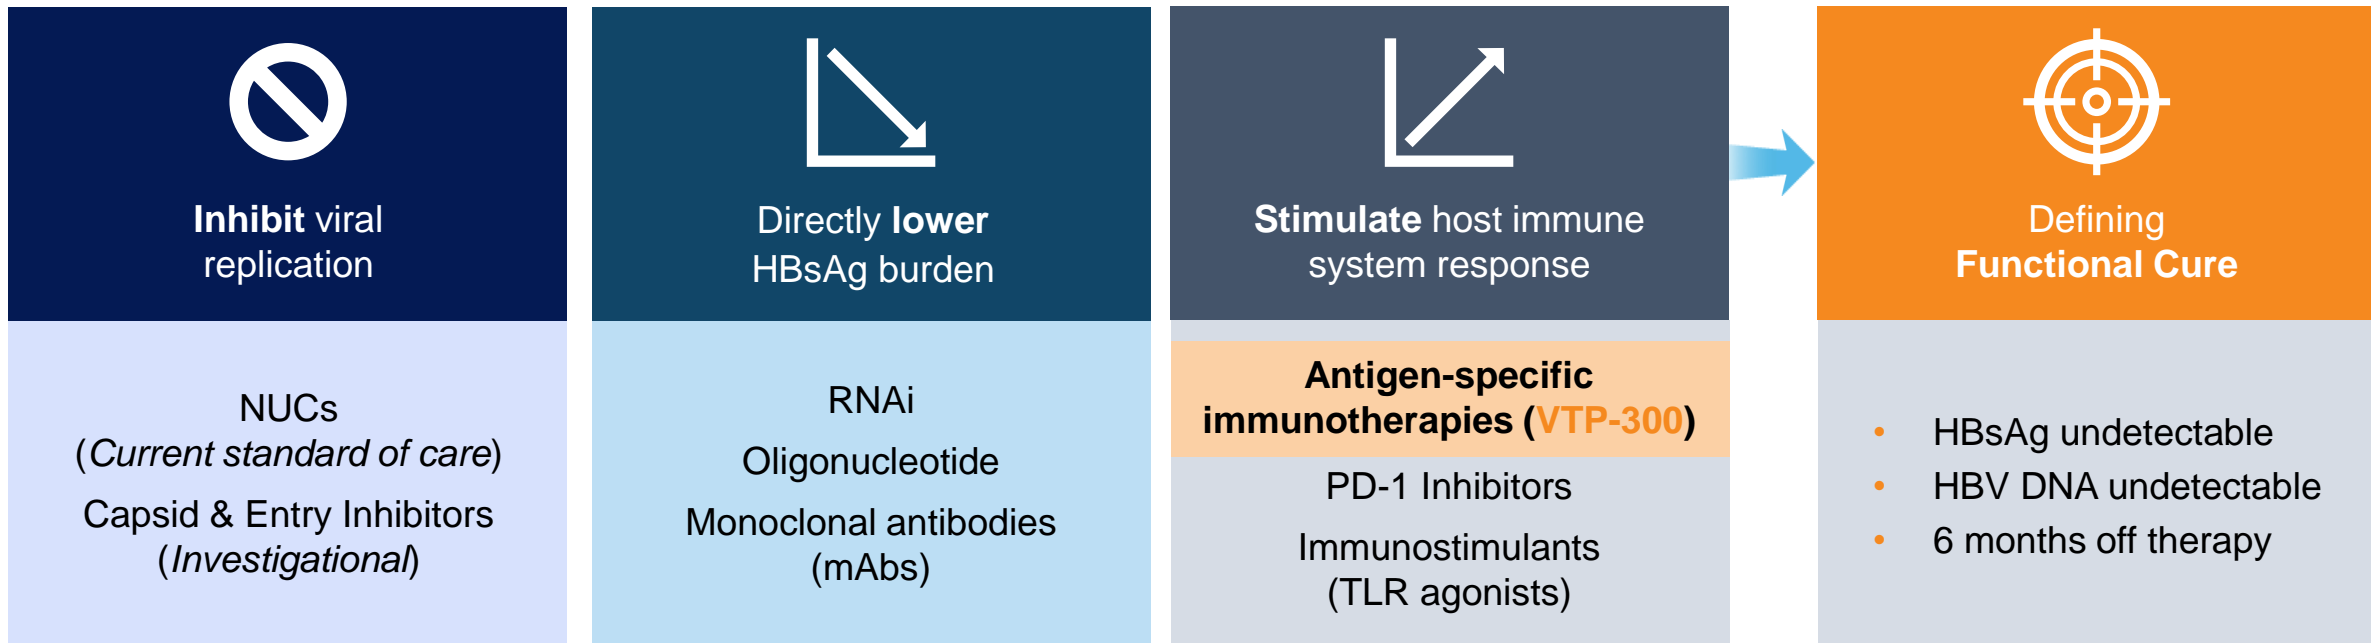 Inhibit viral
replication
NUCs
(Current standard of care)
Capsid & Entry Inhibitors
(Investigational)
Directly lower
HBsAg burden
RNAi
Oligonucleotide
Monoclonal antibodies
(mAbs)
Stimulate host immune
system response
Antigen-specific
immunotherapies (VTP-300)
PD-1 Inhibitors
Immunostimulants
(TLR agonists)
Defining
Functional Cure
• HBsAg undetectable
• HBV DNA undetectable
• 6 months off therapy